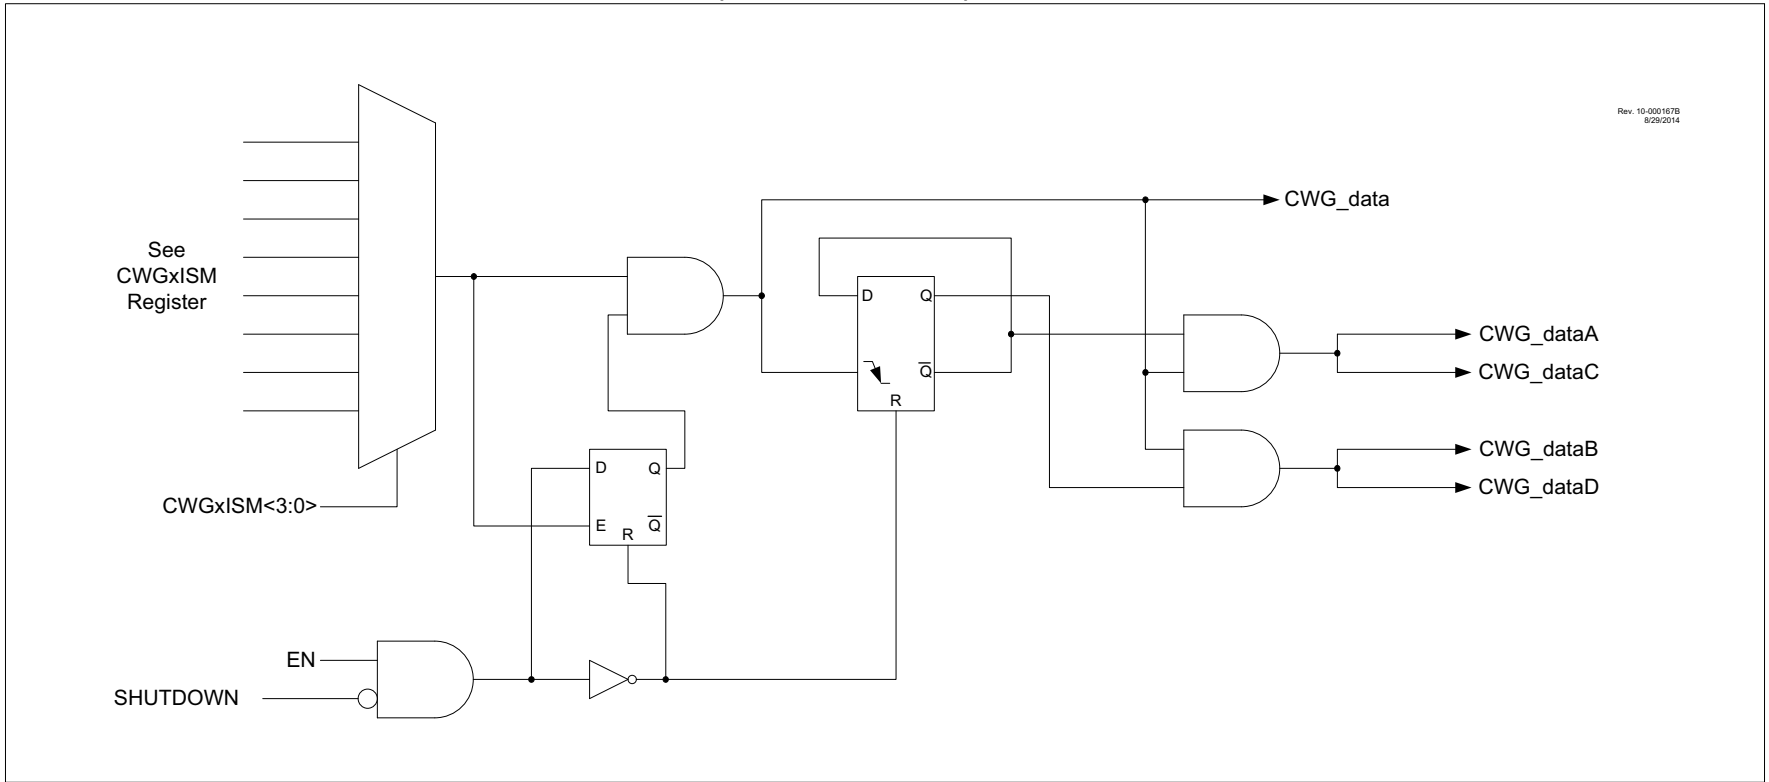 Rev. 10-000167B
8/29/2014
CWG_data
See
CWGxISM
Register
D
Q
Q
R
CWG_dataA
CWG_dataC
CWG_dataB
CWG_dataD
D
Q
E
Q
R
CWGxISM<3:0>
EN
SHUTDOWN